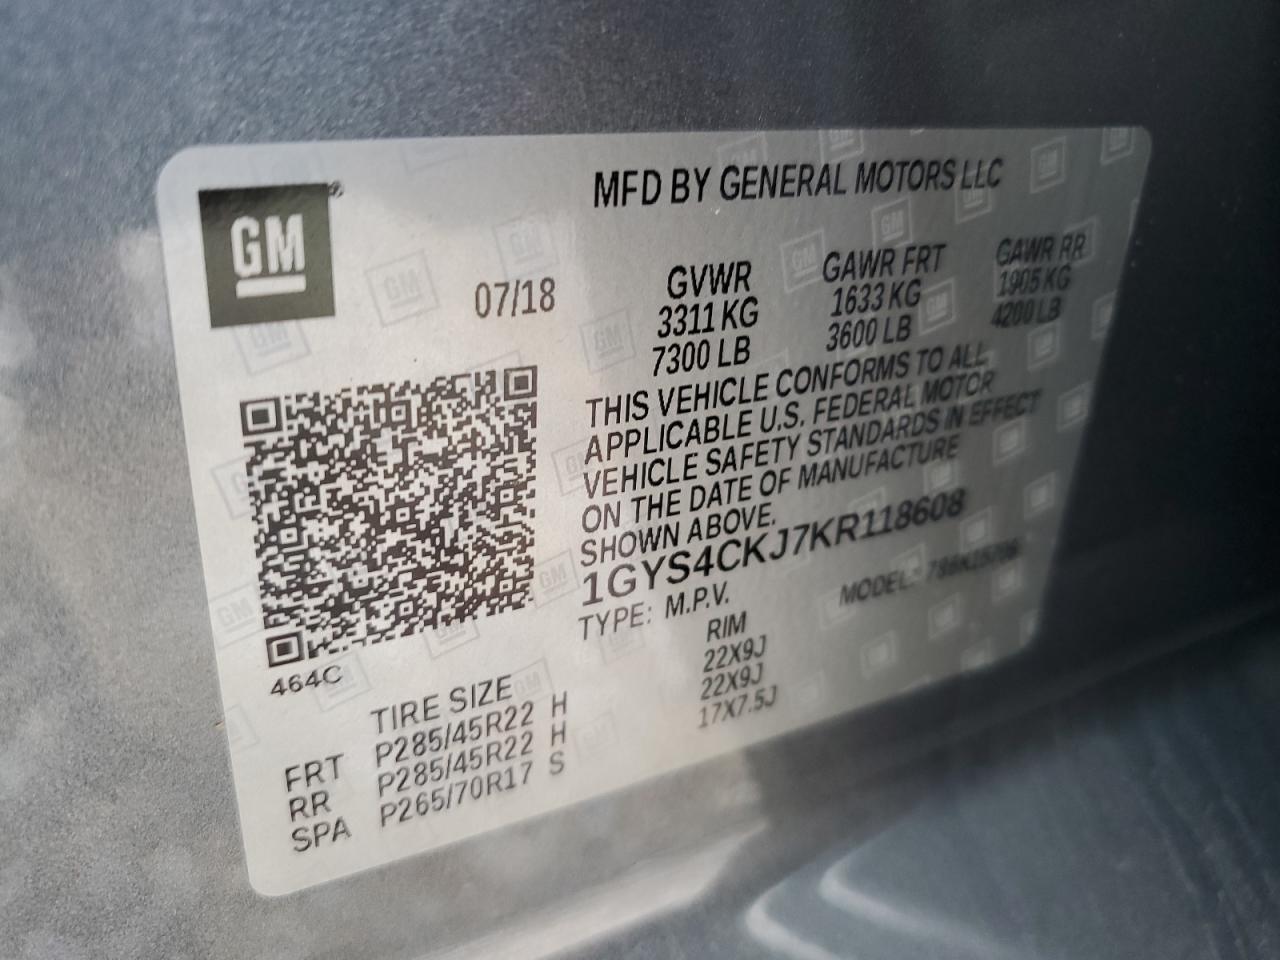 GM
MFD BY GENERAL MOTORS LLC
07/18
GVWR GAWR FRT GAWR RR
3311 KG 1633 KG 1905 KG
7300 LB 3600 LB 4200 LB
THIS VEHICLE CONFORMS TO ALL
APPLICABLE U.S. FEDERAL MOTOR
VEHICLE SAFETY STANDARDS IN EFFECT
ON THE DATE OF MANUFACTURE
SHOWN ABOVE.
1GYS4CKJ7KR118608
TYPE: M.P.V. MODEL:
464C
TIRE SIZE RIM
FRT P285/45R22 H 22X9J
RR P285/45R22 H 22X9J
SPA P265/70R17 S 17X7.5J